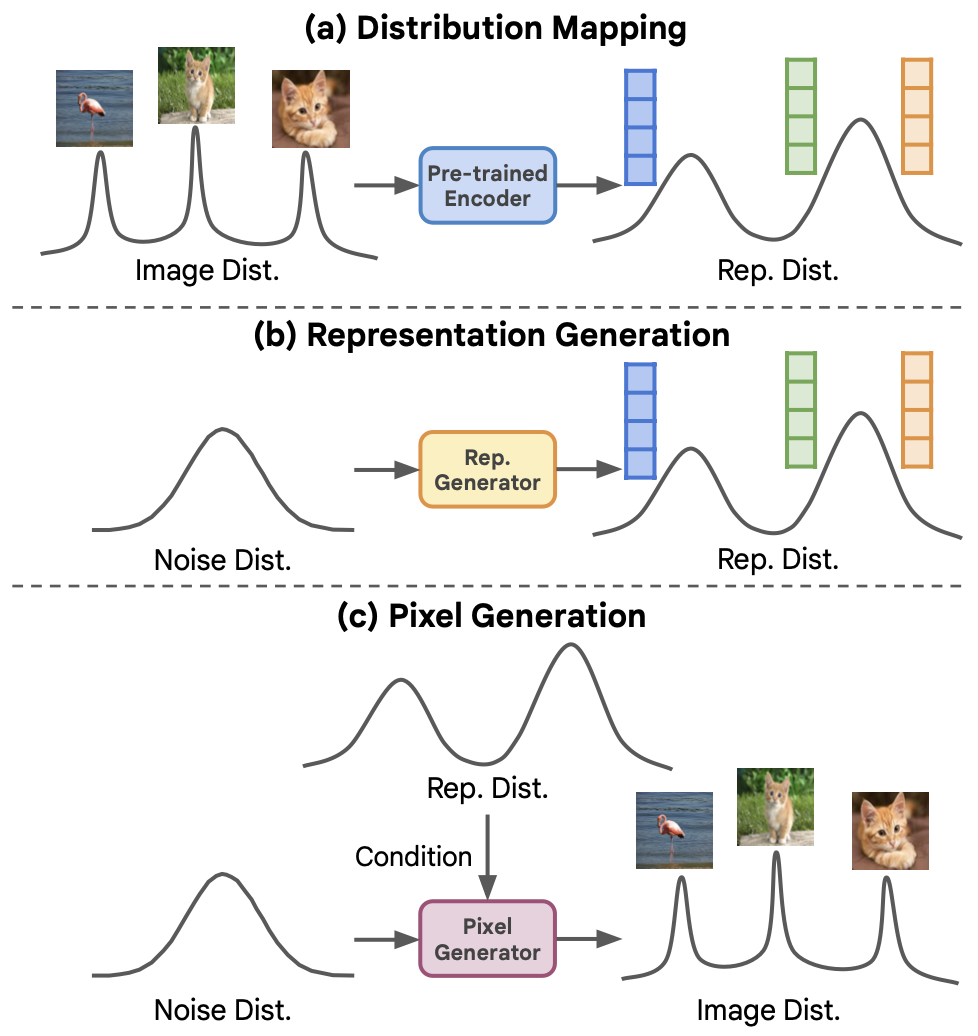 (a) Distribution Mapping
Pre-trained
Encoder
Image Dist.
Rep. Dist.
(b) Representation Generation
Rep.
Generator
Noise Dist.
Rep. Dist.
(c) Pixel Generation
Rep. Dist.
Condition
Pixel
Generator
Noise Dist.
Image Dist.